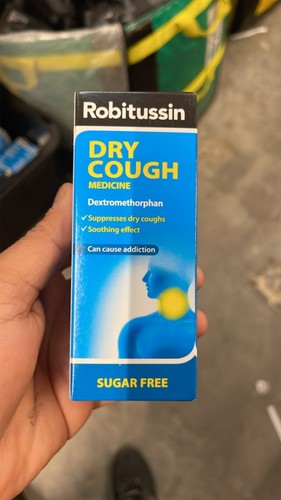 Robitussin
DRY
COUGH
MEDICINE
Dextromethorphan
✓ Suppresses dry coughs
✓ Soothing effect
Can cause addiction
SUGAR FREE